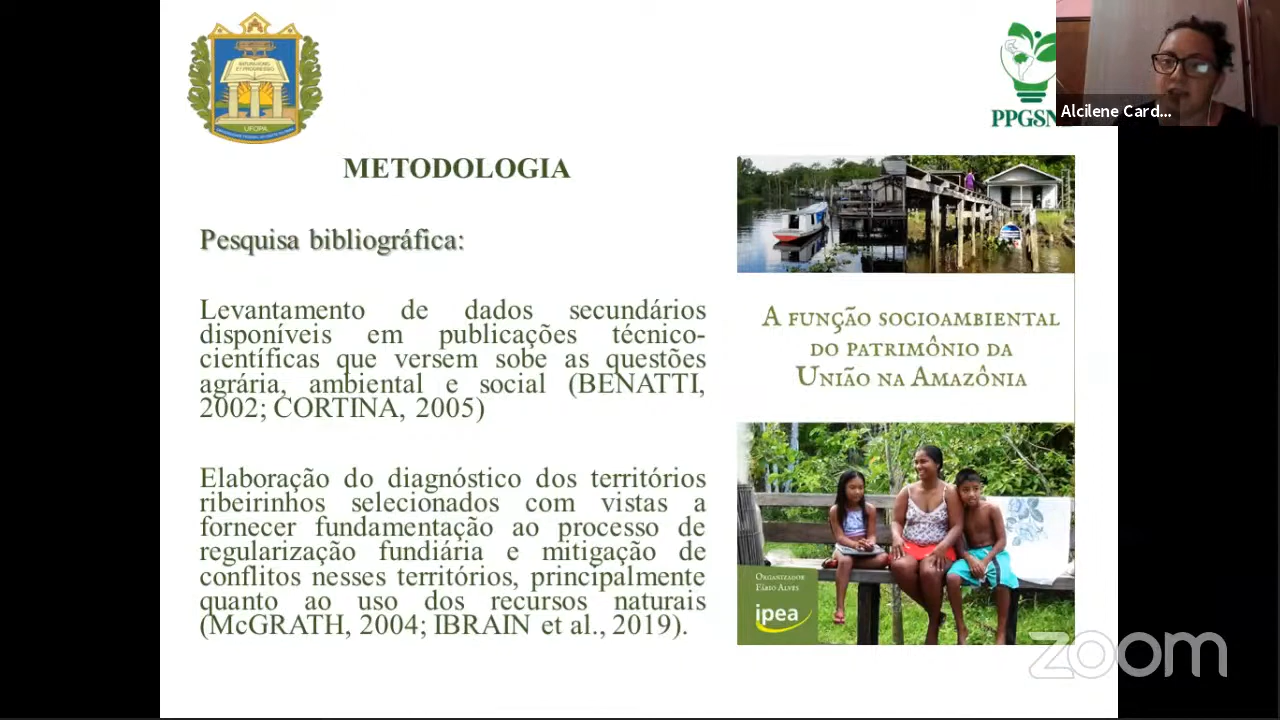 UFOPA
PPGSN
Alcilene Card...
METODOLOGIA
Pesquisa bibliográfica:
Levantamento de dados secundários
disponíveis em publicações técnico-
científicas que versem sobe as questões
agrária, ambiental e social (BENATTI,
2002; CORTINA, 2005)
Elaboração do diagnóstico dos territórios
ribeirinhos selecionados com vistas a
fornecer fundamentação ao processo de
regularização fundiária e mitigação de
conflitos nesses territórios, principalmente
quanto ao uso dos recursos naturais
(McGRATH, 2004; IBRAIN et al., 2019).
A função socioambiental
do patrimônio da
União na Amazônia
Organizador
Fábio Alves
ipea
zoom